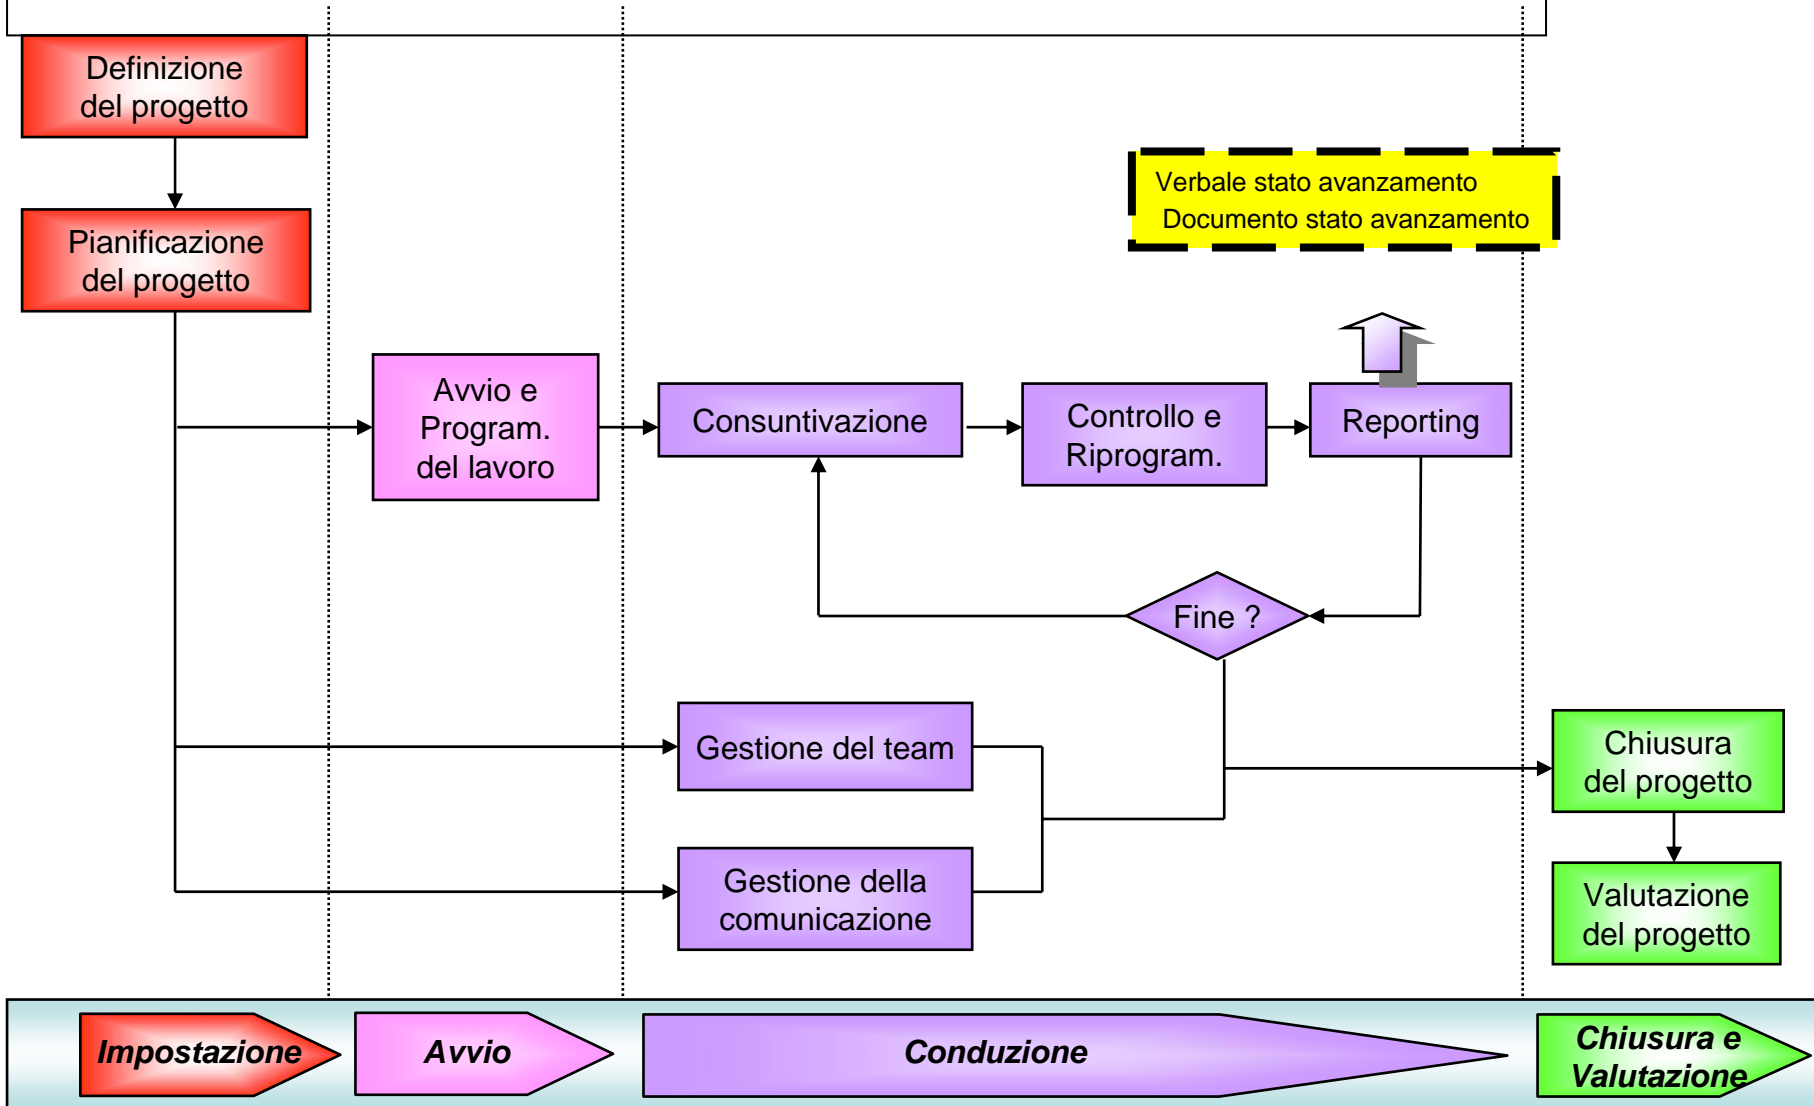 Definizione
del progetto
Verbale stato avanzamento
Documento stato avanzamento
Pianificazione
del progetto
Avvio e
Program.
del lavoro
Consuntivazione
Controllo e
Riprogram.
Reporting
Fine ?
Gestione del team
Chiusura
del progetto
Gestione della
comunicazione
Valutazione
del progetto
Impostazione
Avvio
Conduzione
Chiusura e
Valutazione